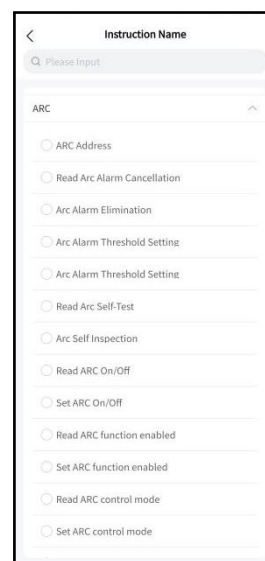 Instruction Name
Please Input
ARC
ARC Address
Read Arc Alarm Cancellation
Arc Alarm Elimination
Arc Alarm Threshold Setting
Arc Alarm Threshold Setting
Read Arc Self-Test
Arc Self Inspection
Read ARC On/Off
Set ARC On/Off
Read ARC function enabled
Set ARC function enabled
Read ARC control mode
Set ARC control mode